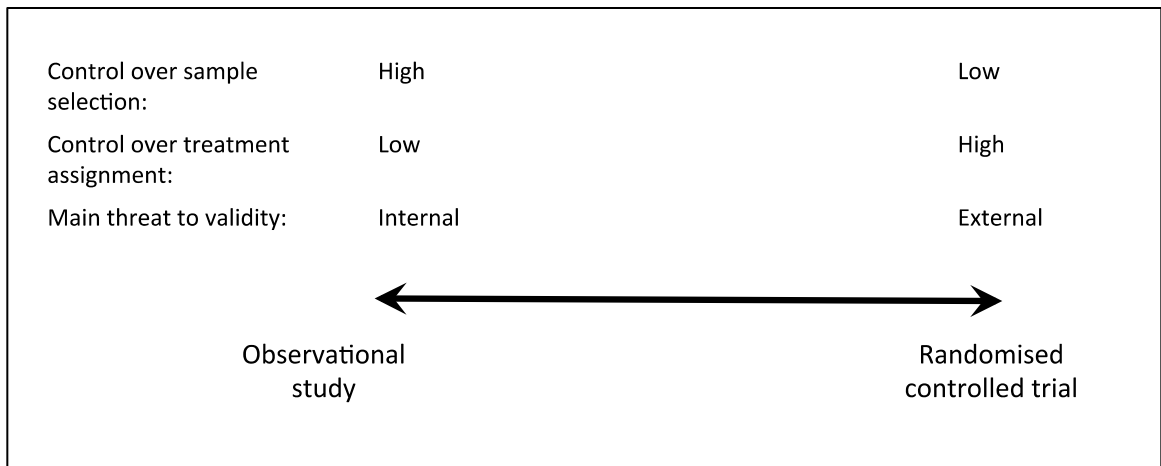 Control over sample High Low
selection:
Control over treatment Low High
assignment:
Main threat to validity: Internal External
Observational Randomised
study controlled trial